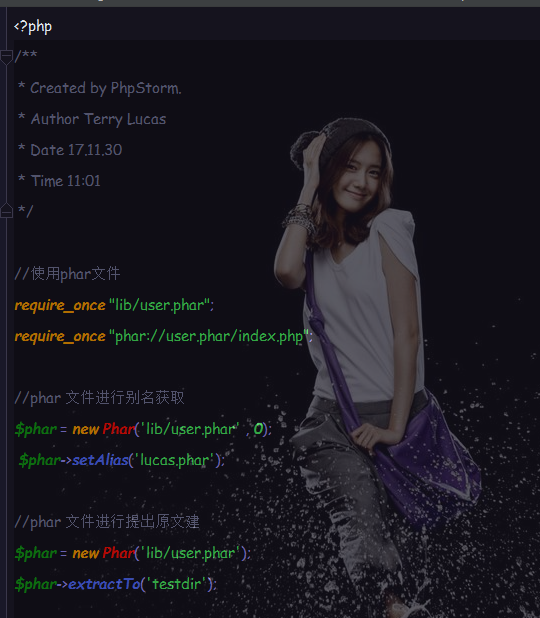 <?php
/**
* Created by PhpStorm.
* Author Terry Lucas
* Date 17.11.30
* Time 11:01
*/
//使用phar文件
require_once "lib/user.phar";
require_once "phar://user.phar/index.php";
//phar 文件进行别名获取
$phar = new Phar('lib/user.phar' , 0);
$phar->setAlias('lucas.phar');
//phar 文件进行提出原文建
$phar = new Phar('lib/user.phar');
$phar->extractTo('testdir');